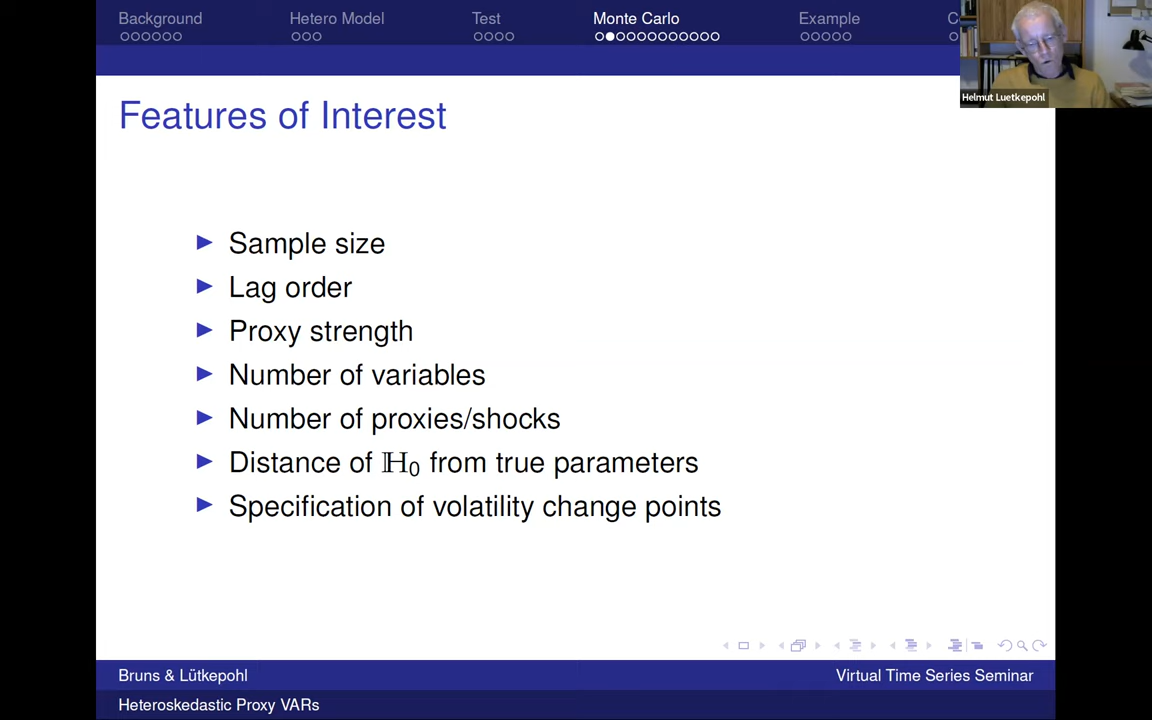 Background Hetero Model Test Monte Carlo Example C
Helmut Luetkepohl
Features of Interest
Sample size
Lag order
Proxy strength
Number of variables
Number of proxies/shocks
Distance of ℍ₀ from true parameters
Specification of volatility change points
Bruns & Lütkepohl Virtual Time Series Seminar
Heteroskedastic Proxy VARs